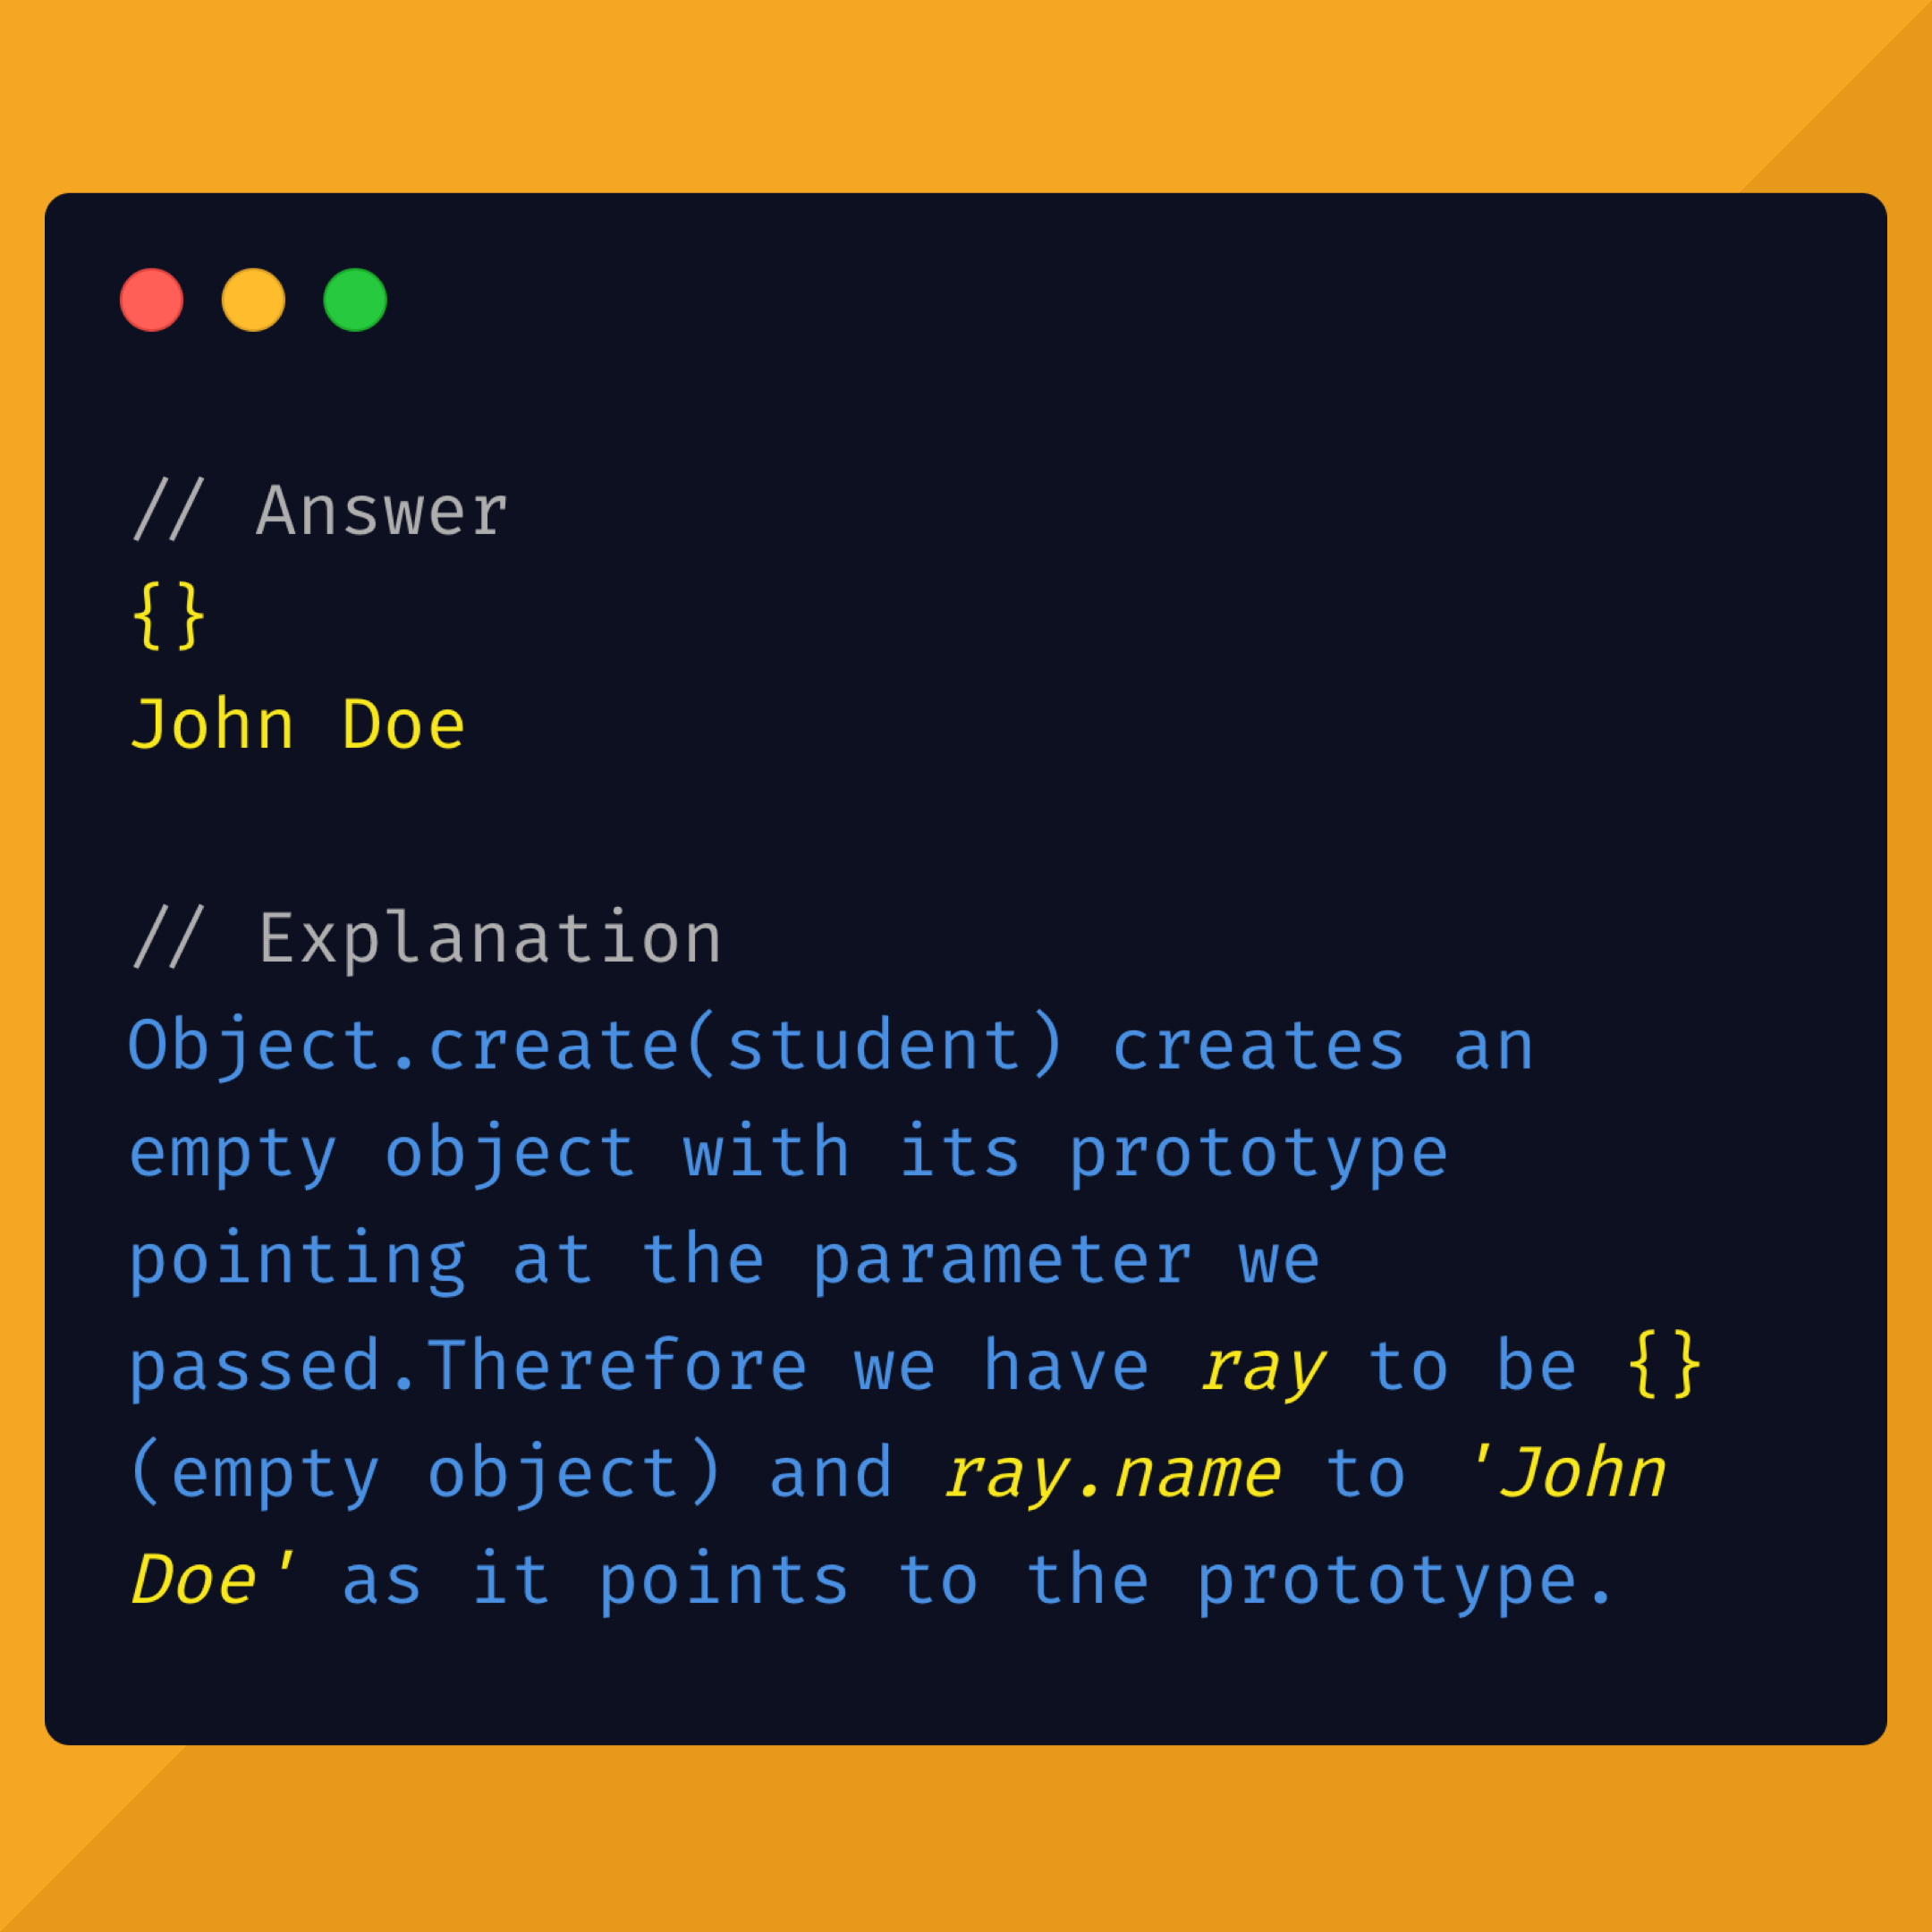 // Answer
{}
John Doe
// Explanation
Object.create(student) creates an
empty object with its prototype
pointing at the parameter we
passed.Therefore we have ray to be {}
(empty object) and ray.name to 'John
Doe' as it points to the prototype.